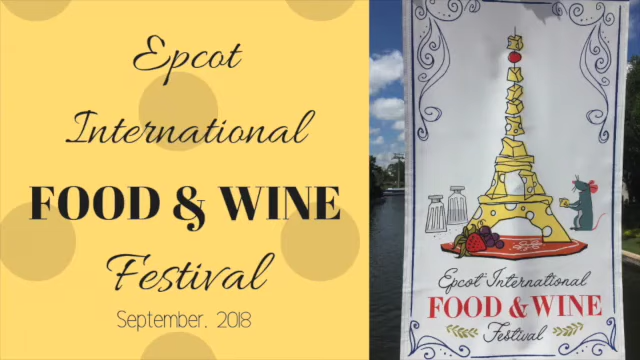 Epcot
International
FOOD & WINE
Festival
September, 2018
Epcot International
FOOD & WINE
Festival